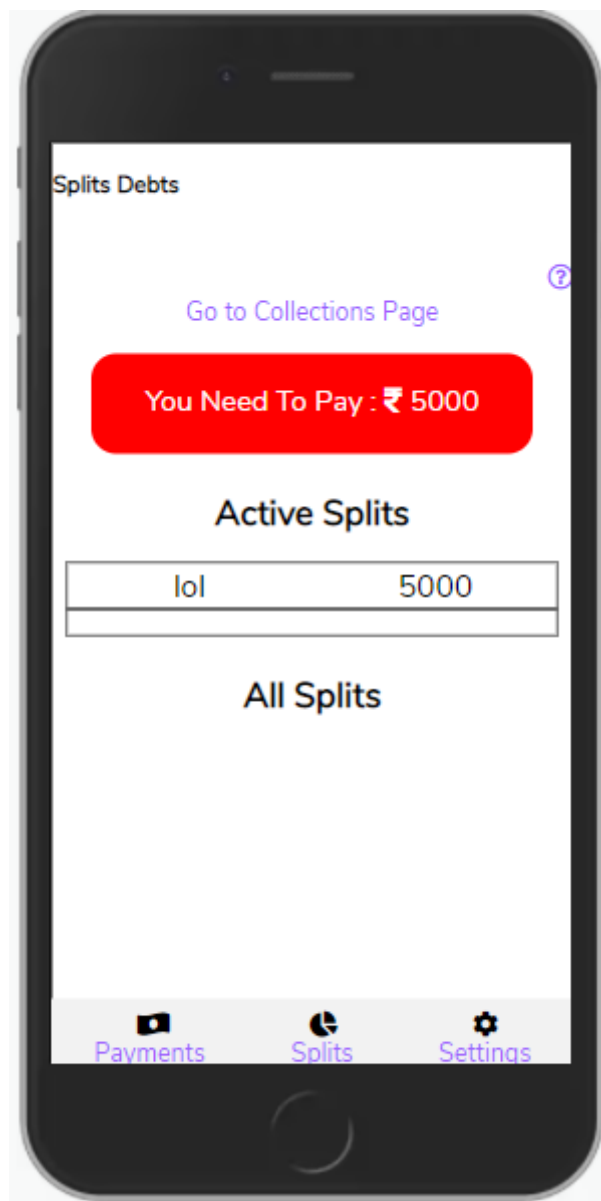 Splits Debts
?
Go to Collections Page
You Need To Pay : ₹ 5000
Active Splits
lol 5000
All Splits
Payments Splits Settings